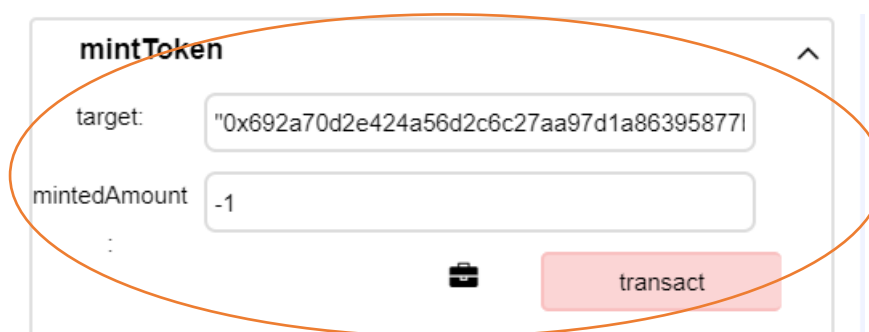 mintToken
target: "0x692a70d2e424a56d2c6c27aa97d1a86395877
mintedAmount
: -1
transact